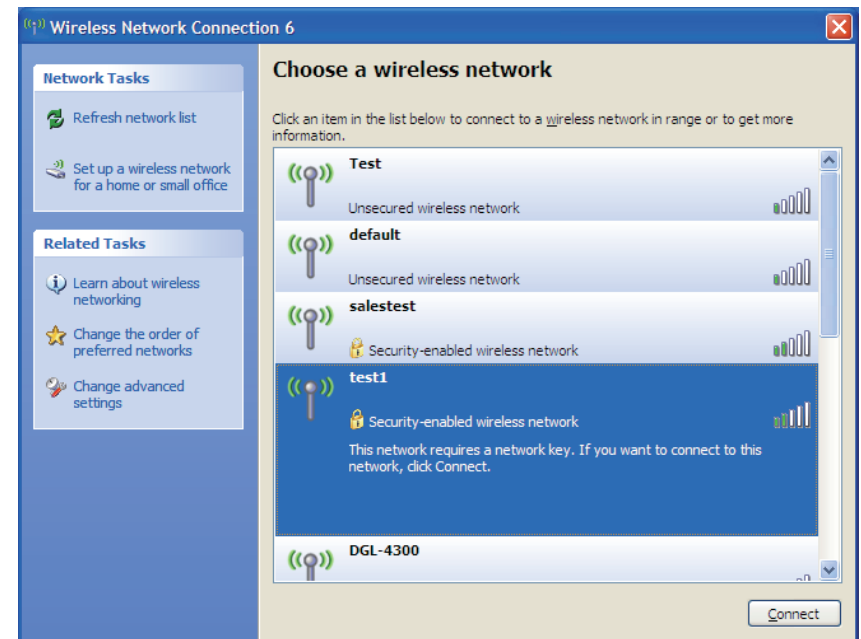 Wireless Network Connection 6
Network Tasks
Refresh network list
Set up a wireless network
for a home or small office
Related Tasks
Learn about wireless
networking
Change the order of
preferred networks
Change advanced
settings
Choose a wireless network
Click an item in the list below to connect to a wireless network in range or to get more
information.
Test
Unsecured wireless network
default
Unsecured wireless network
salestest
Security-enabled wireless network
test1
Security-enabled wireless network
This network requires a network key. If you want to connect to this
network, click Connect.
DGL-4300
Connect